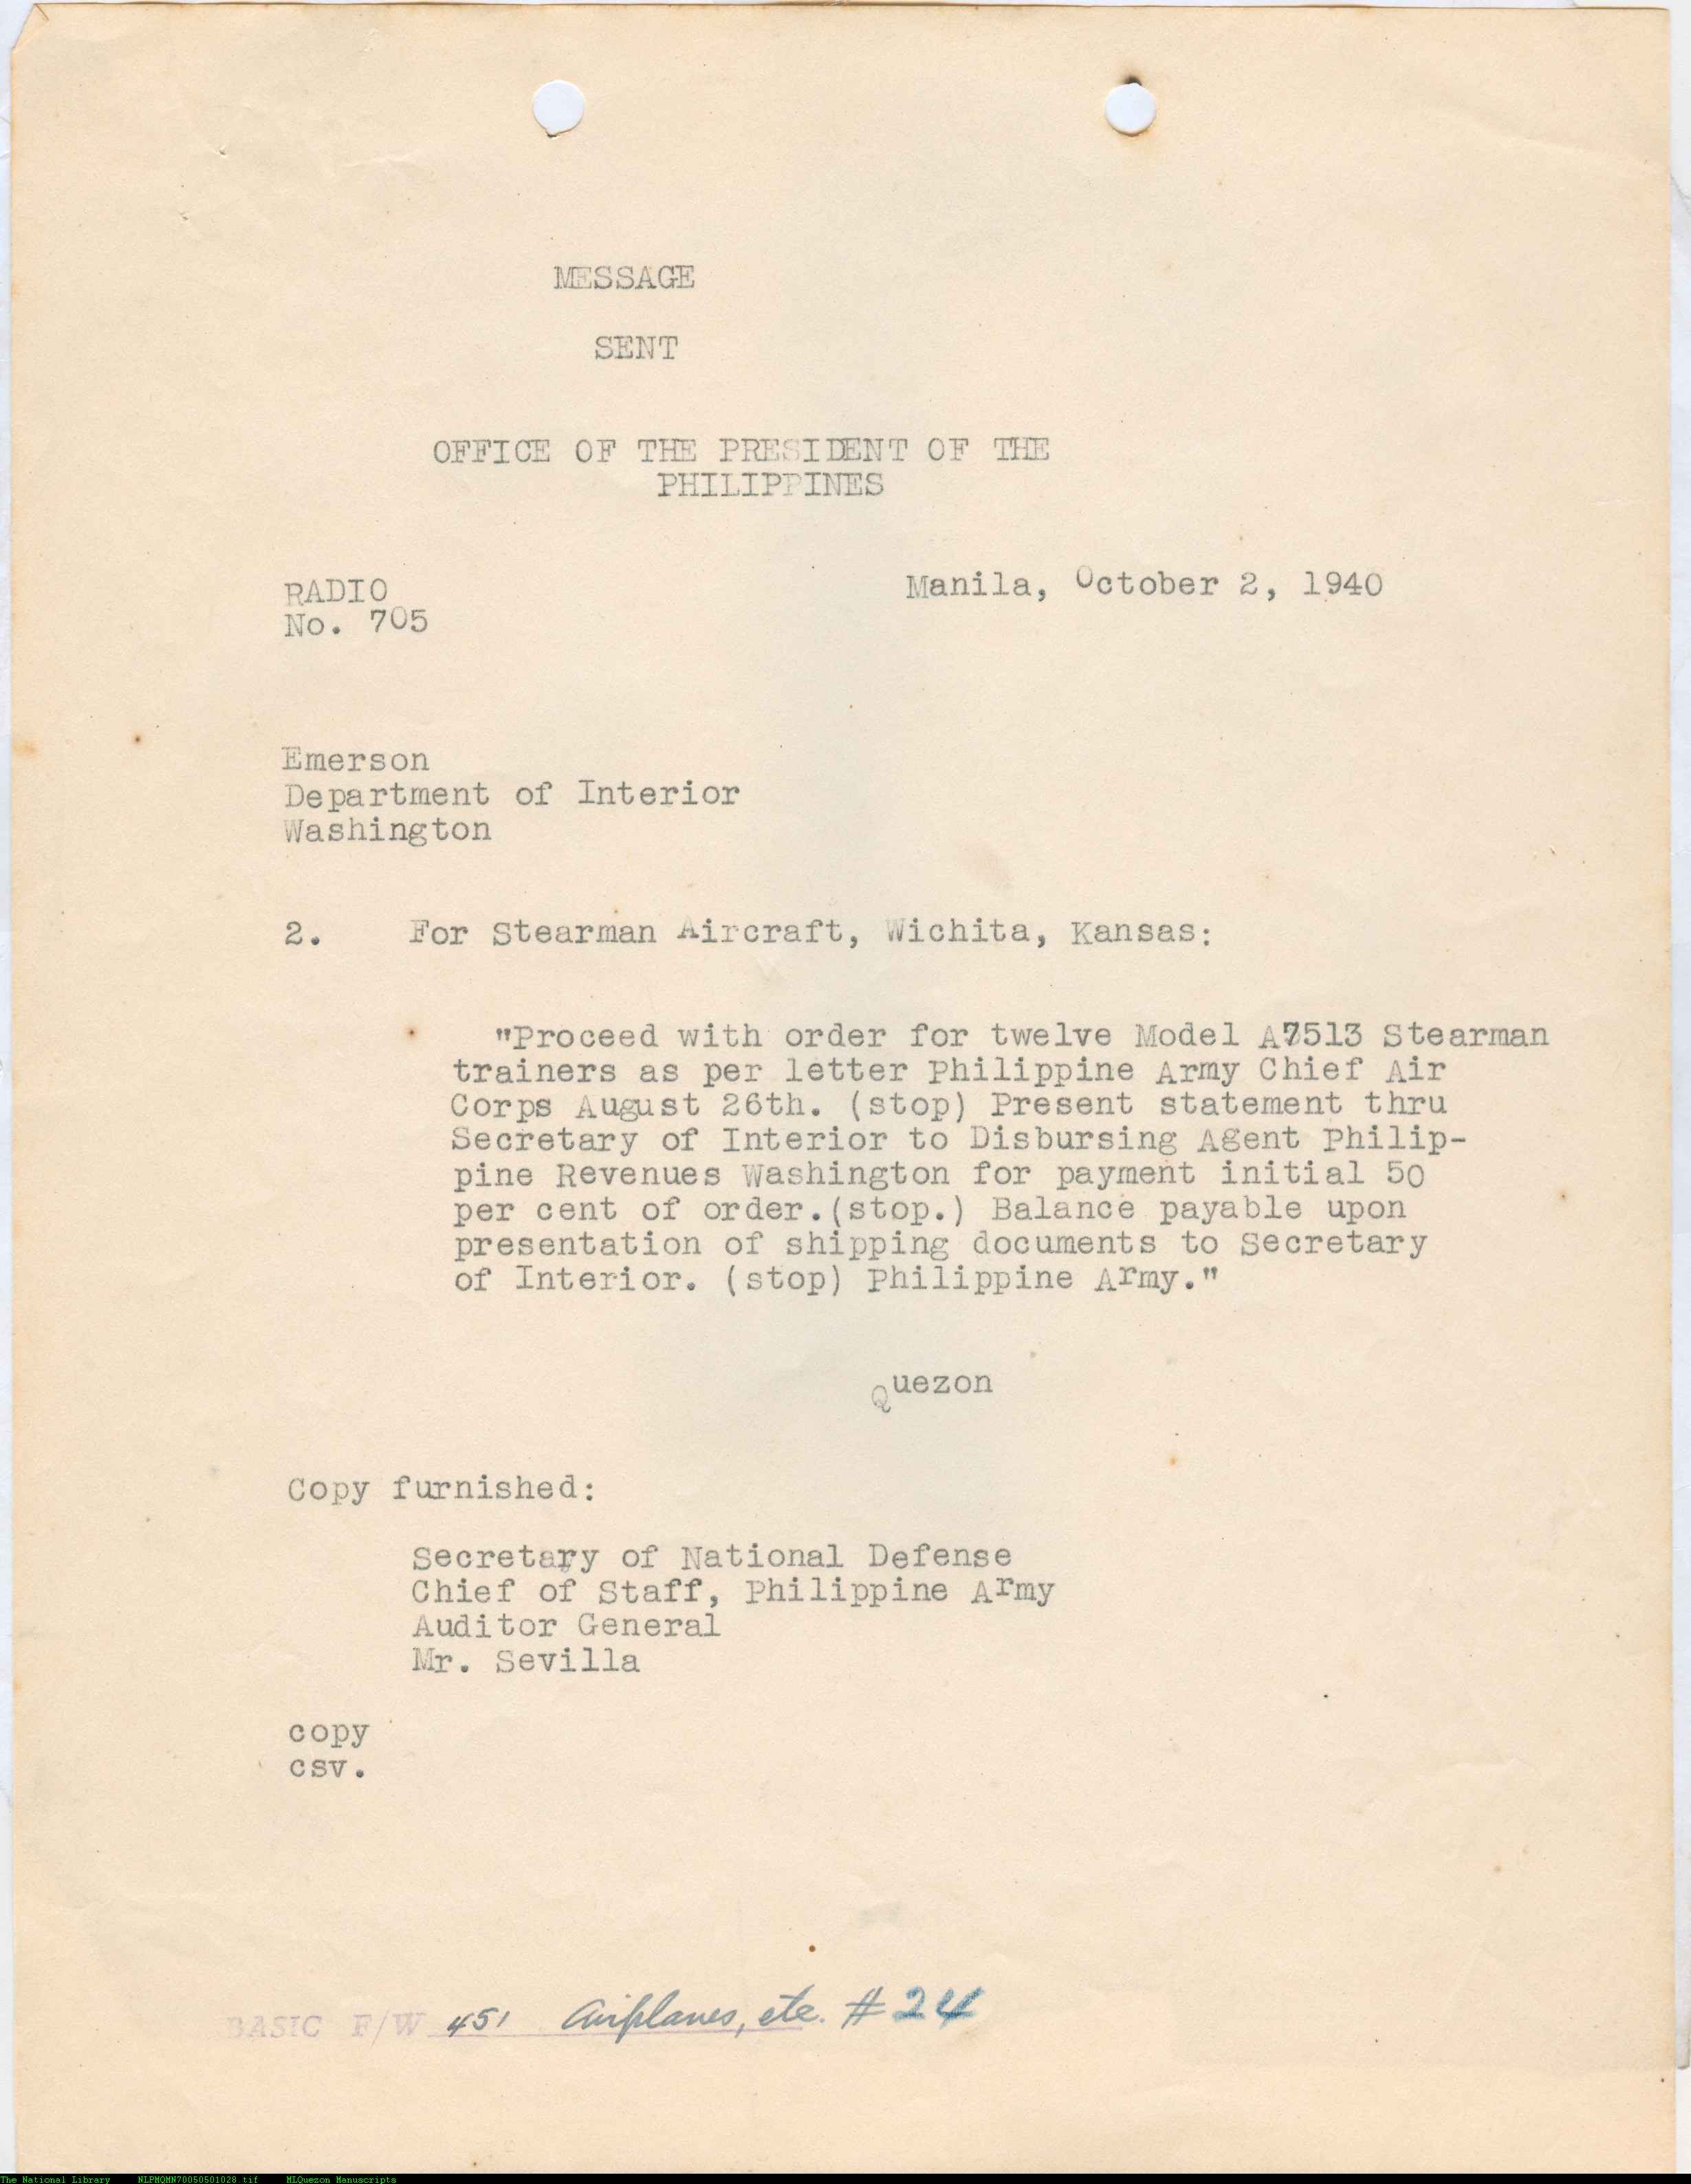 MESSAGE
SENT
OFFICE OF THE PRESIDENT OF THE
PHILIPPINES
RADIO
No. 705
Manila, October 2, 1940
Emerson
Department of Interior
Washington
2. For Stearman Aircraft, Wichita, Kansas:
"Proceed with order for twelve Model A7513 Stearman
trainers as per letter Philippine Army Chief Air
Corps August 26th. (stop) Present statement thru
Secretary of Interior to Disbursing Agent Philip-
pine Revenues Washington for payment initial 50
per cent of order.(stop.) Balance payable upon
presentation of shipping documents to Secretary
of Interior. (stop) Philippine Army."
Quezon
Copy furnished:
Secretary of National Defense
Chief of Staff, Philippine Army
Auditor General
Mr. Sevilla
copy
csv.
BASIC F/W 451 Airplanes, etc. #24
The National Library NLPMQMN70050501028.tif MLQuezon Manuscripts